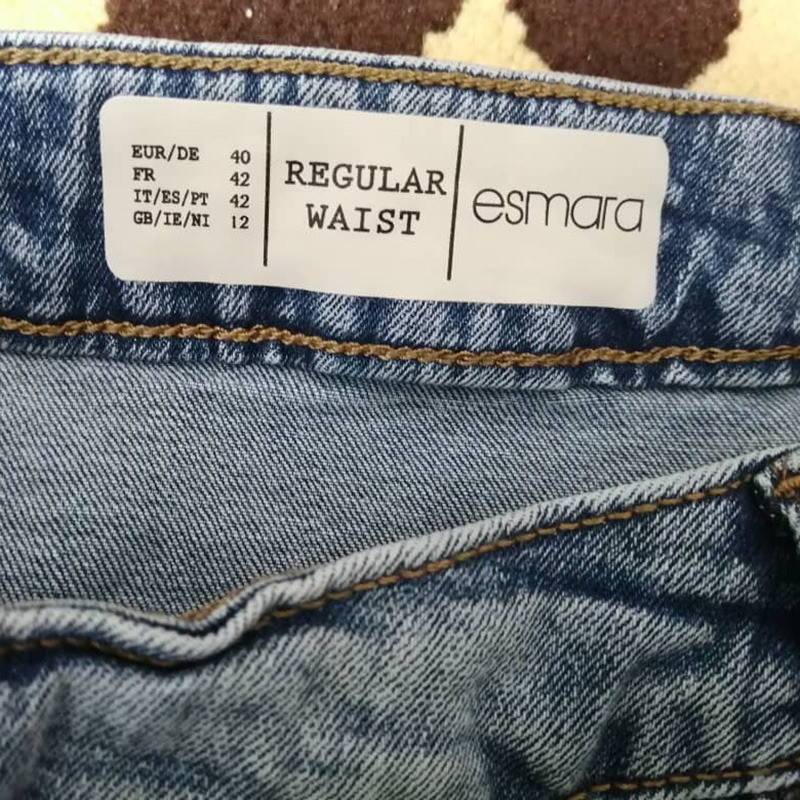 EUR/DE 40
FR 42
IT/ES/PT 42
GB/IE/NI 12
REGULAR
WAIST
esmara